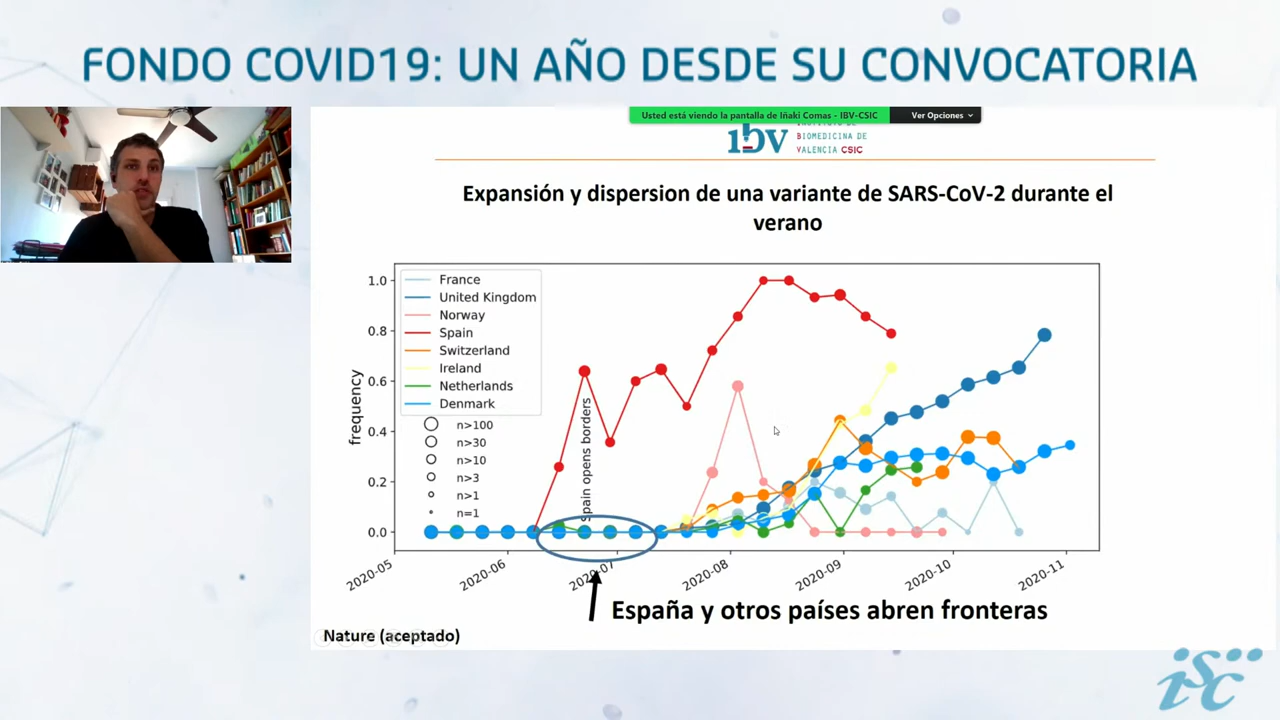 FONDO COVID19: UN AÑO DESDE SU CONVOCATORIA
Usted está viendo la pantalla de Iñaki Comas - IBV-CSIC
Ver Opciones
ibv
BIOMEDICINA DE
VALENCIA CSIC
Expansión y dispersion de una variante de SARS-CoV-2 durante el
verano
frequency
1.0
0.8
0.6
0.4
0.2
0.0
France
United Kingdom
Norway
Spain
Switzerland
Ireland
Netherlands
Denmark
n>100
n>30
n>10
n>3
n>1
n=1
Spain opens borders
2020-05
2020-06
2020-07
2020-08
2020-09
2020-10
2020-11
España y otros países abren fronteras
Nature (aceptado)
isc